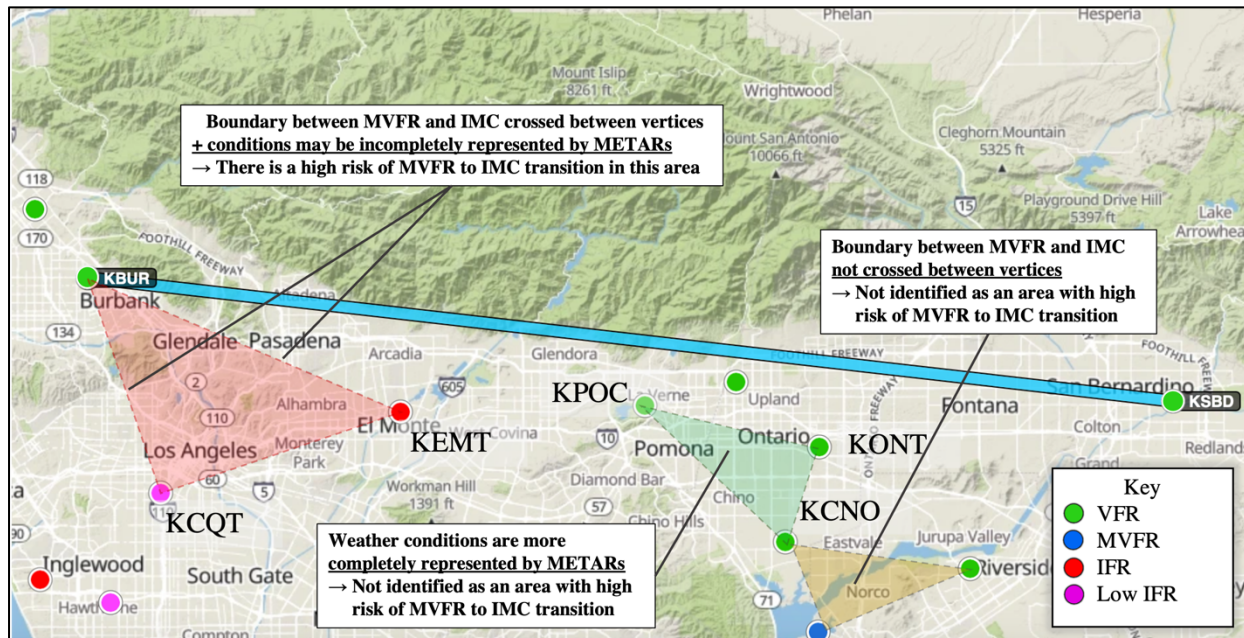 Phelan
Hesperia
Mount Islip
8261 ft
Wrightwood
Boundary between MVFR and IMC crossed between vertices
+ conditions may be incompletely represented by METARs
→ There is a high risk of MVFR to IMC transition in this area
Mount San Antonio
10066 ft
Cleghorn Mountain
5325 ft
118
15
Playground Drive Hill
5397 ft
Lake
Arrowhead
170
FOOTHILL FREEWAY
Boundary between MVFR and IMC
not crossed between vertices
→ Not identified as an area with high
risk of MVFR to IMC transition
KBUR
Burbank
Altadena
134
Glendale
Pasadena
Arcadia
Glendora
FOOTHILL FREEWAY
FOOTHILL
2
605
San Bernardino
KSBD
KPOC
La Verne
Upland
Fontana
110
Alhambra
El Monte
KEMT
West Covina
10
Pomona
Ontario
KONT
Colton
Redlands
Los Angeles
Monterey
Park
60
5
Workman Hill
1391 ft
Diamond Bar
57
Chino
Chino Hills
Grand
KCQT
110
KCNO
Eastvale
Jurupa Valley
Key
VFR
MVFR
IFR
Low IFR
Weather conditions are more
completely represented by METARs
→ Not identified as an area with high
risk of MVFR to IMC transition
Inglewood
South Gate
Riverside
Norco
71
Compton